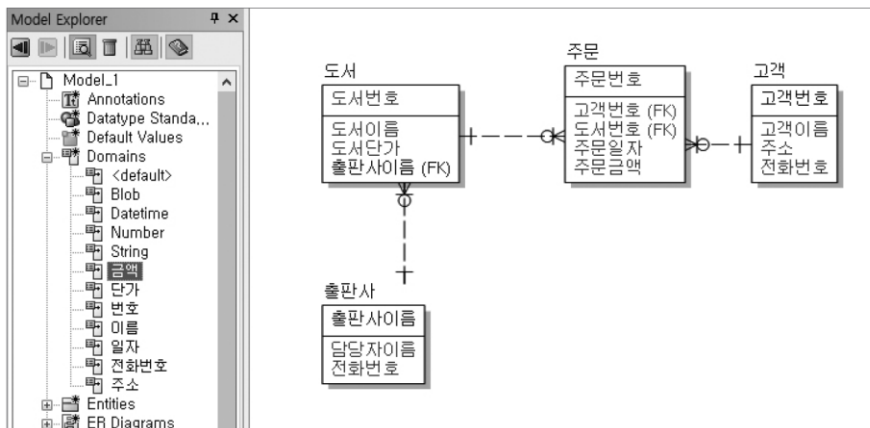 Model Explorer
Model_1
Annotations
Datatype Standa...
Default Values
Domains
<default>
Blob
Datetime
Number
String
금액
단가
번호
이름
일자
전화번호
주소
Entities
ER Diagrams
도서
도서번호
도서이름
도서단가
출판사이름 (FK)
주문
주문번호
고객번호 (FK)
도서번호 (FK)
주문일자
주문금액
고객
고객번호
고객이름
주소
전화번호
출판사
출판사이름
담당자이름
전화번호